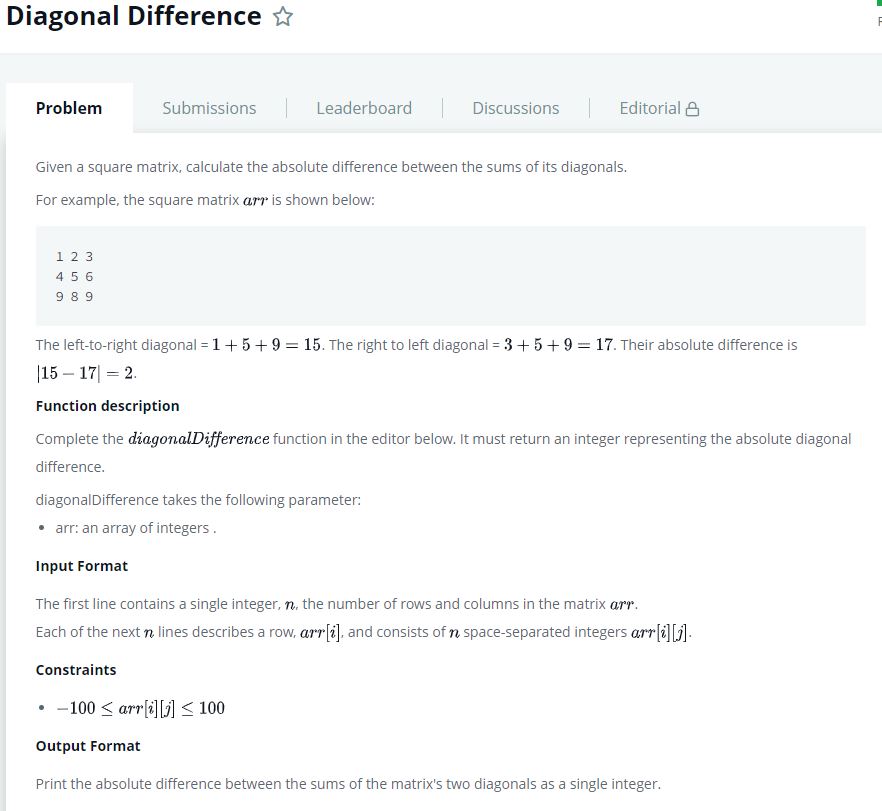 Diagonal Difference
Problem
Submissions
Leaderboard
Discussions
Editorial
Given a square matrix, calculate the absolute difference between the sums of its diagonals.
For example, the square matrix arr is shown below:
1 2 3
4 5 6
9 8 9
The left-to-right diagonal = 1 + 5 + 9 = 15. The right to left diagonal = 3 + 5 + 9 = 17. Their absolute difference is
|15 − 17| = 2.
Function description
Complete the diagonalDifference function in the editor below. It must return an integer representing the absolute diagonal
difference.
diagonalDifference takes the following parameter:
• arr: an array of integers .
Input Format
The first line contains a single integer, n, the number of rows and columns in the matrix arr.
Each of the next n lines describes a row, arr[i], and consists of n space-separated integers arr[i][j].
Constraints
• −100 ≤ arr[i][j] ≤ 100
Output Format
Print the absolute difference between the sums of the matrix's two diagonals as a single integer.